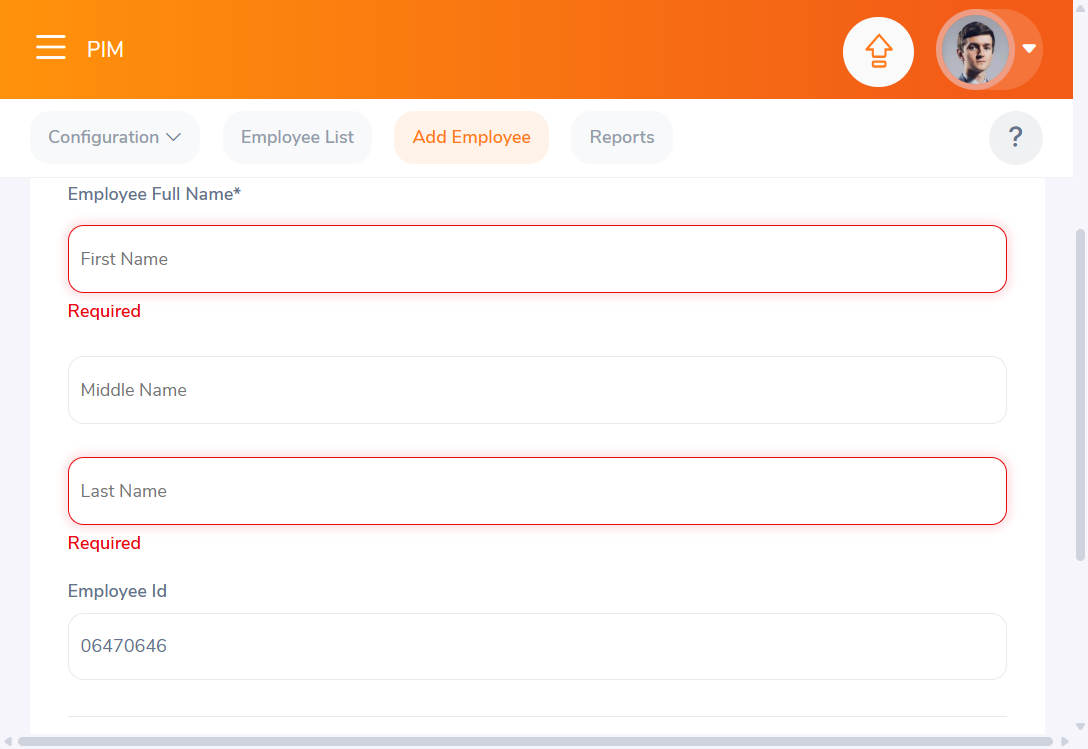 PIM
Configuration
Employee List
Add Employee
Reports
?
Employee Full Name*
First Name
Required
Middle Name
Last Name
Required
Employee Id
06470646